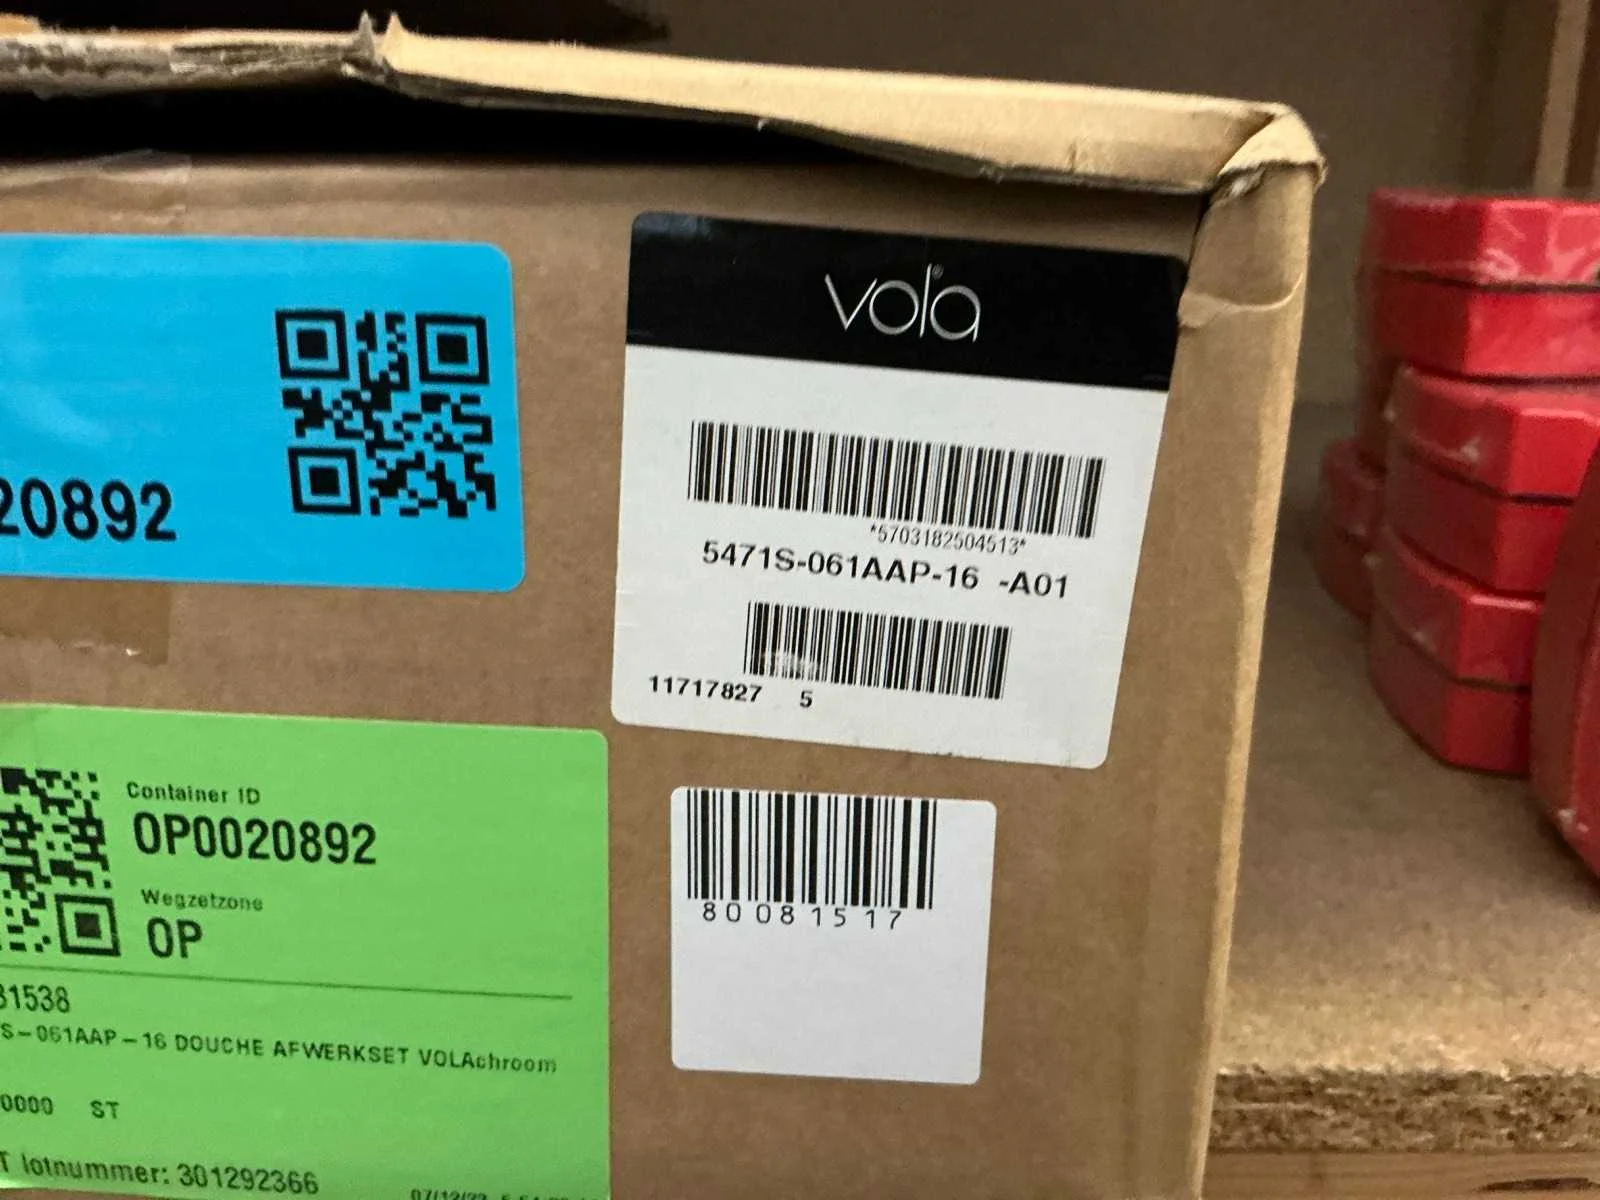 20892
vola
*5703182504513*
5471S-061AAP-16 -A01
11717827 5
80081517
Container ID
OP0020892
Wegzetzone
OP
31538
S-061AAP-16 DOUCHE AFWERKSET VOLAchroom
0000 ST
T lotnummer: 301292366